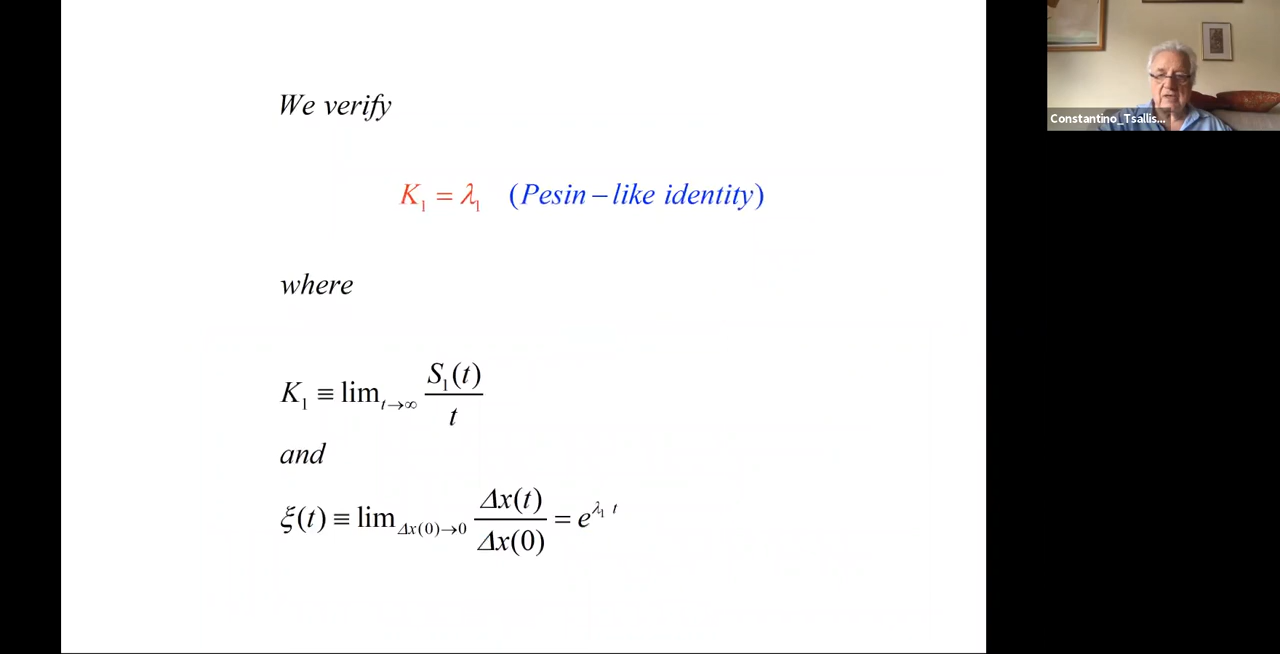 We verify
K₁ = λ₁ (Pesin – like identity)
where
K₁ ≡ lim_{t→∞} S₁(t) / t
and
ξ(t) ≡ lim_{Δx(0)→0} Δx(t) / Δx(0) = e^{λ₁ t}
Constantino_Tsallis...